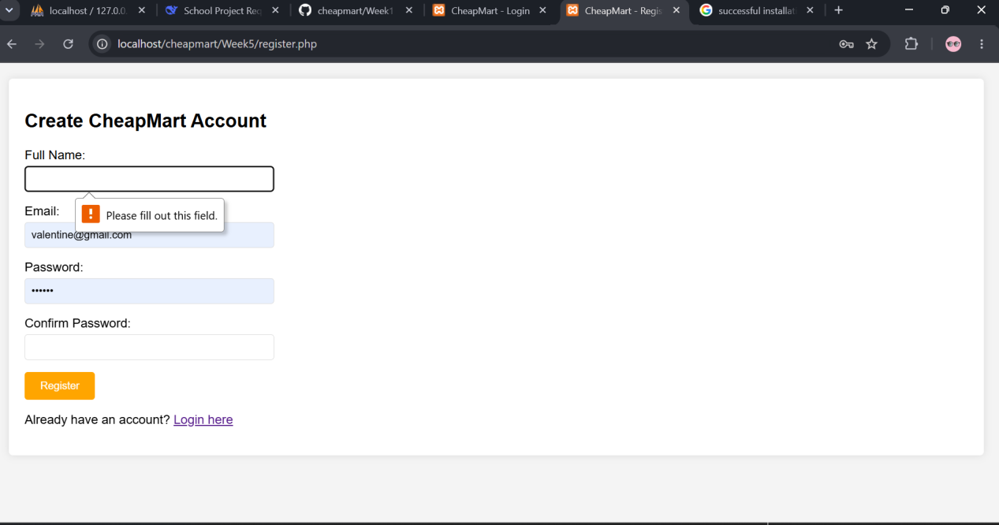 localhost / 127.0.0.
School Project Req
cheapmart/Week1
CheapMart - Login
CheapMart - Regis
successful installat
localhost/cheapmart/Week5/register.php
Create CheapMart Account
Full Name:
Please fill out this field.
Email:
valentine@gmail.com
Password:
••••••
Confirm Password:
Register
Already have an account? Login here